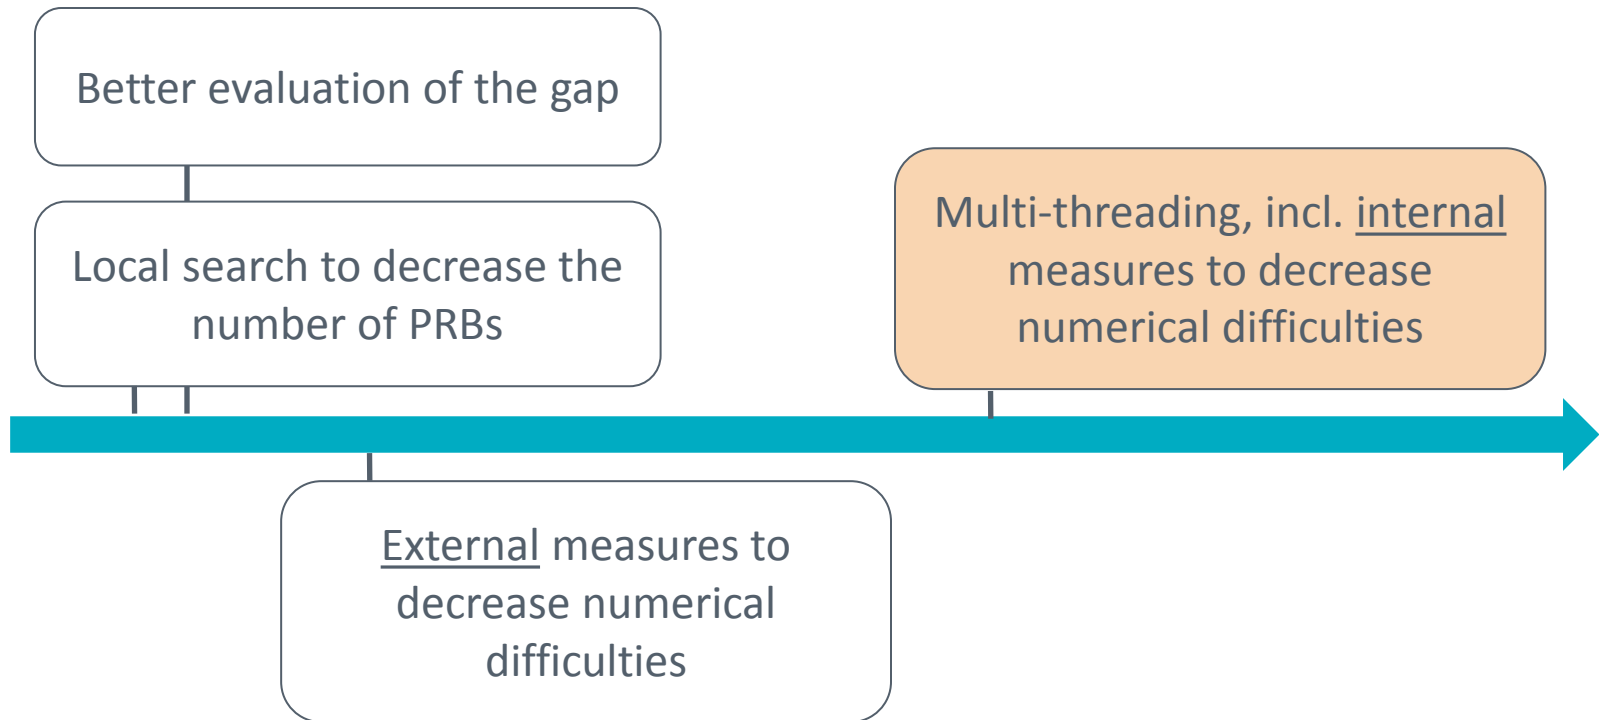 Better evaluation of the gap
Local search to decrease the
number of PRBs
Multi-threading, incl. internal
measures to decrease
numerical difficulties
External measures to
decrease numerical
difficulties